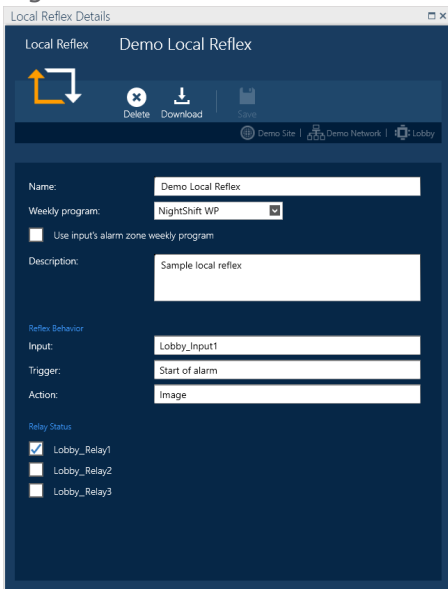 Local Reflex Details
Local Reflex Demo Local Reflex
Delete Download Save
Demo Site | Demo Network | Lobby
Name: Demo Local Reflex
Weekly program: NightShift WP
Use input's alarm zone weekly program
Description: Sample local reflex
Reflex Behavior
Input: Lobby_Input1
Trigger: Start of alarm
Action: Image
Relay Status
Lobby_Relay1
Lobby_Relay2
Lobby_Relay3